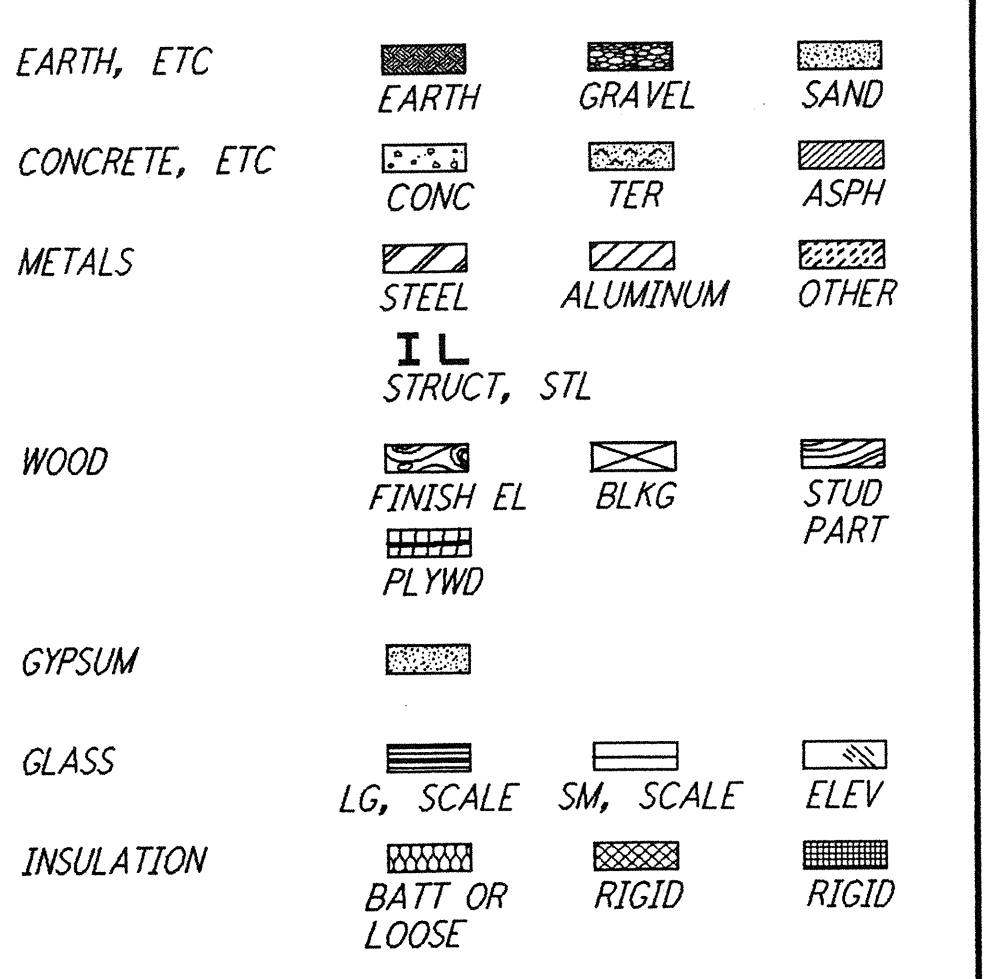 EARTH, ETC
EARTH GRAVEL SAND
CONCRETE, ETC
CONC TER ASPH
METALS
STEEL ALUMINUM OTHER
I L
STRUCT, STL
WOOD
FINISH EL BLKG STUD
PART
PLYWD
GYPSUM
GLASS
LG, SCALE SM, SCALE ELEV
INSULATION
BATT OR RIGID RIGID
LOOSE